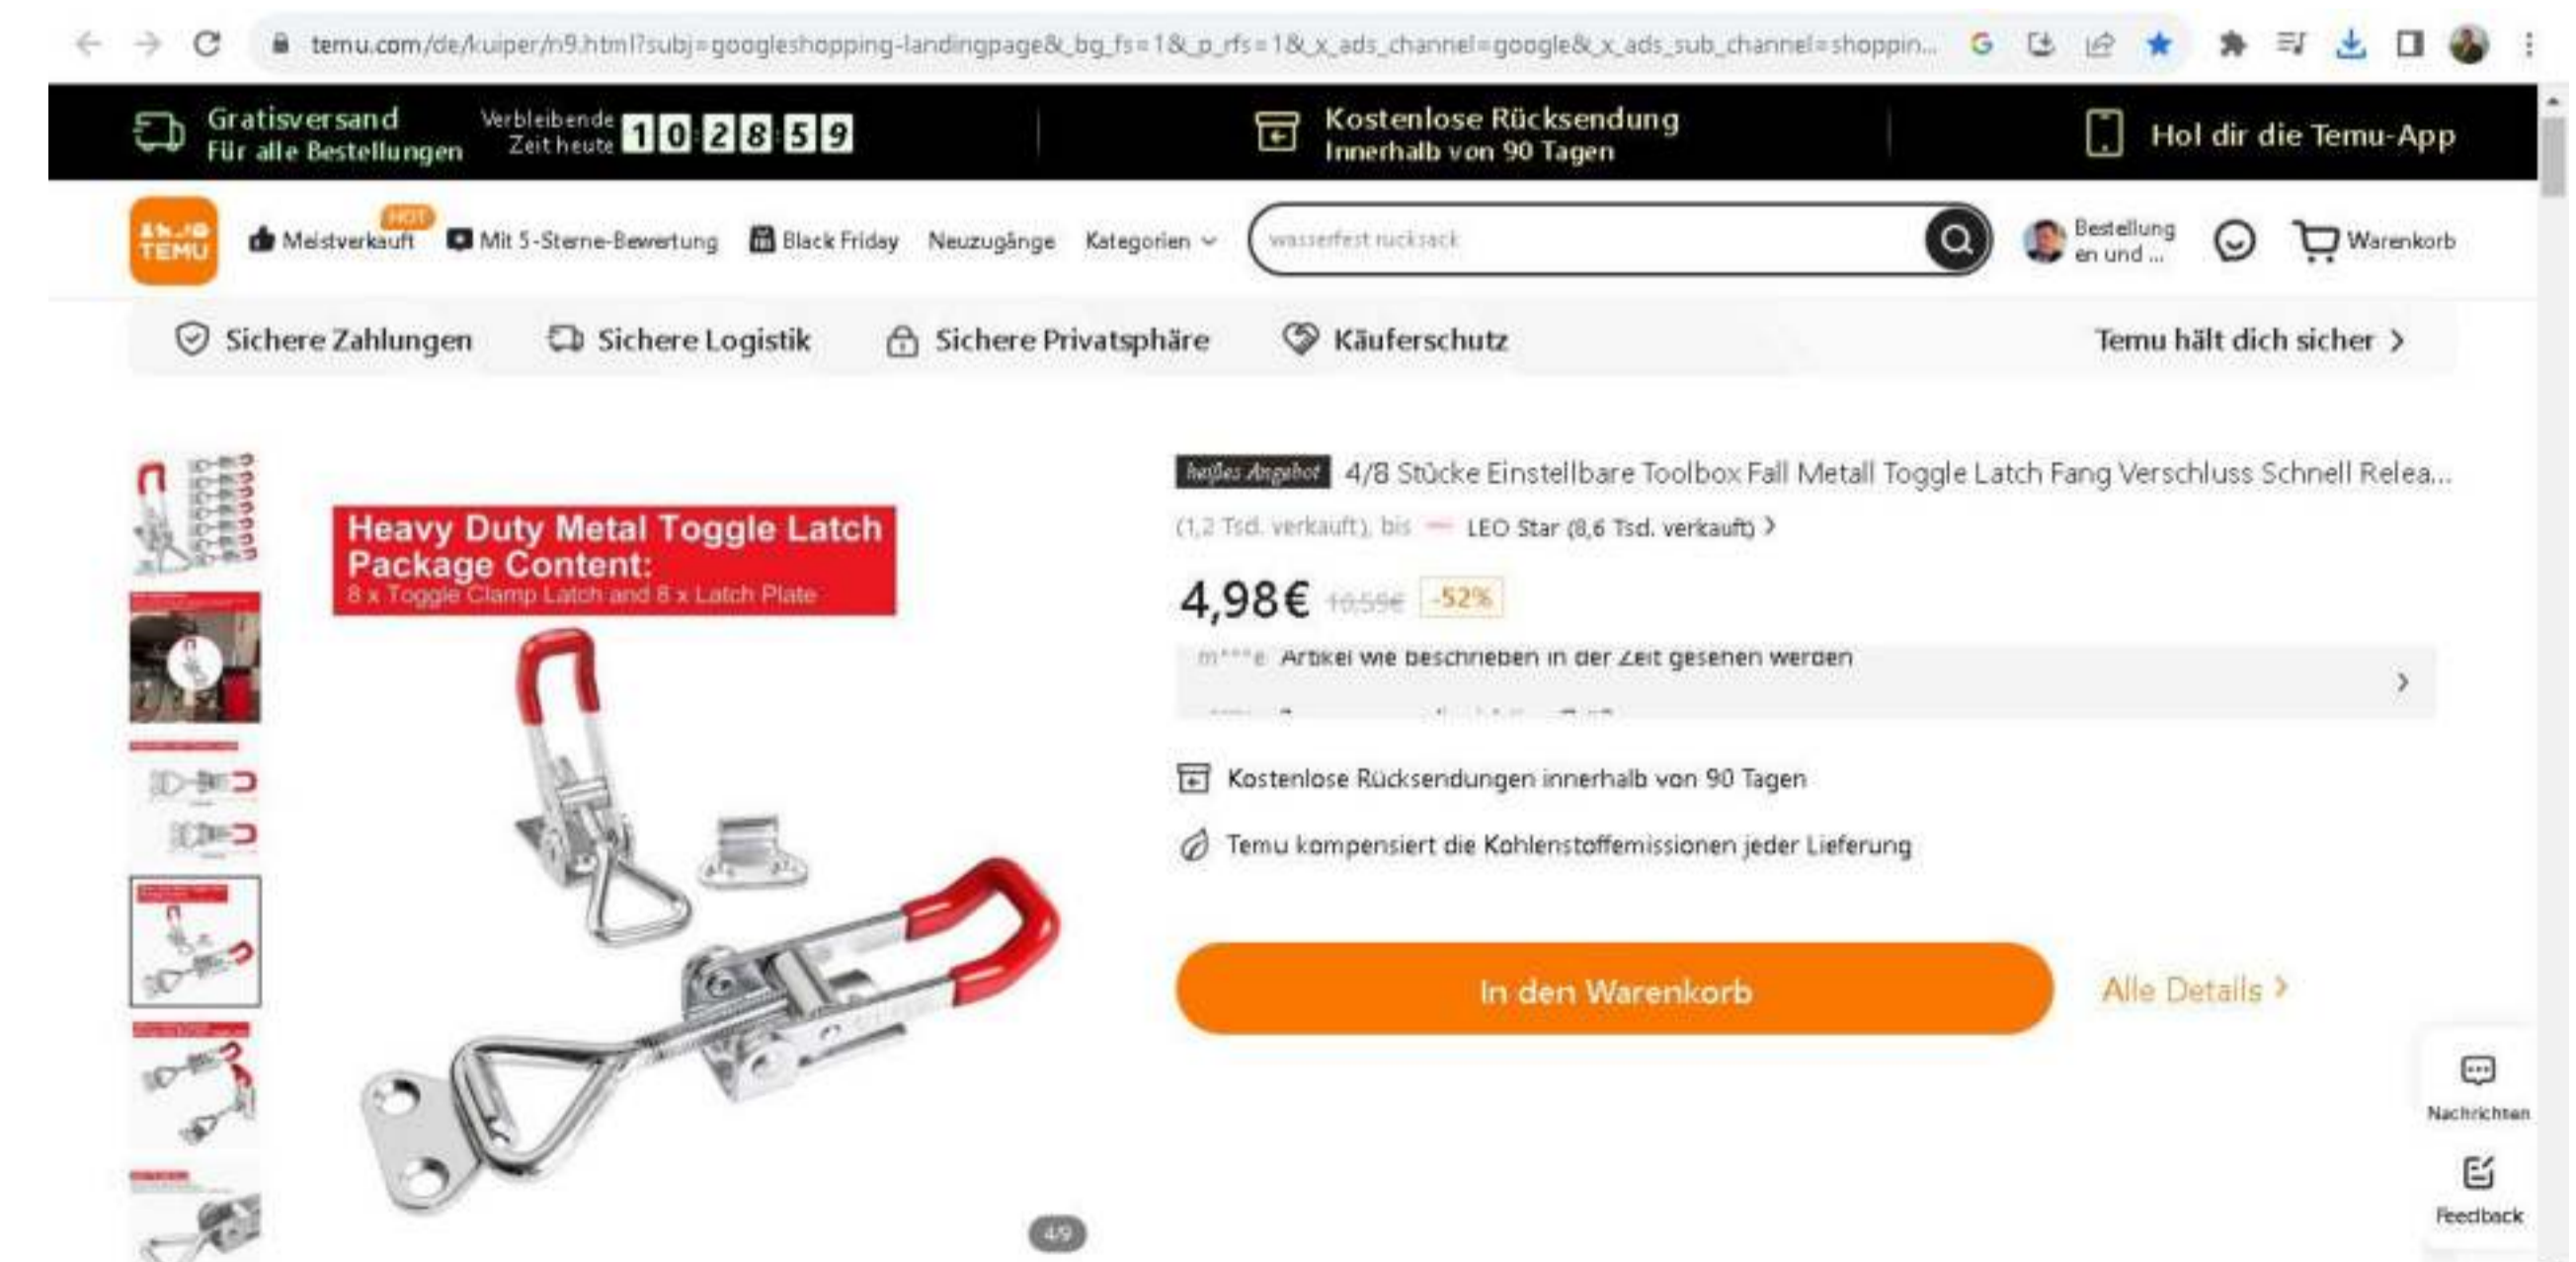 temu.com/de/kuiper/n9.html?subj=googleshopping-landingpage&_bg_fs=1&_p_rfs=1&_x_ads_channel=google&_x_ads_sub_channel=shoppin...
Gratisversand
Für alle Bestellungen
Verbleibende
Zeit heute
10:28:59
Kostenlose Rücksendung
Innerhalb von 90 Tagen
Hol dir die Temu-App
TEMU
HOT
Meistverkauft
Mit 5-Sterne-Bewertung
Black Friday
Neuzugänge
Kategorien
wasserfest rucksack
Bestellung
en und ...
Warenkorb
Sichere Zahlungen
Sichere Logistik
Sichere Privatsphäre
Käuferschutz
Temu hält dich sicher >
Heavy Duty Metal Toggle Latch
Package Content:
8 x Toggle Clamp Latch and 8 x Latch Plate
4/9
heißes Angebot 4/8 Stücke Einstellbare Toolbox Fall Metall Toggle Latch Fang Verschluss Schnell Relea...
(1,2 Tsd. verkauft), bis LEO Star (8,6 Tsd. verkauft) >
4,98€ 10,59€ -52%
m***e Artikel wie beschrieben in der Zeit gesehen werden
Kostenlose Rücksendungen innerhalb von 90 Tagen
Temu kompensiert die Kohlenstoffemissionen jeder Lieferung
In den Warenkorb
Alle Details >
Nachrichten
Feedback